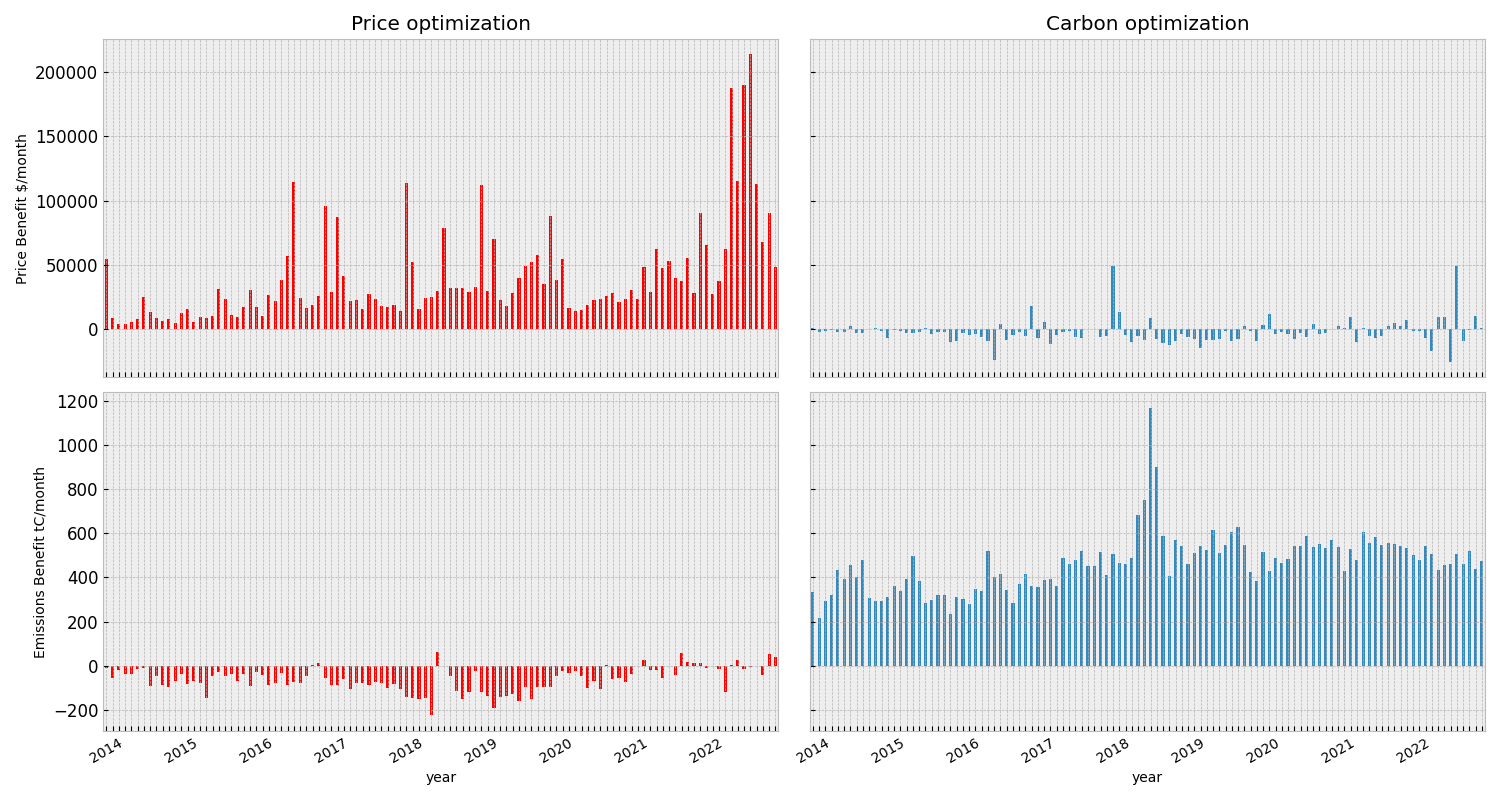 Price optimization
Carbon optimization
Price Benefit $/month
200000
150000
100000
50000
0
Emissions Benefit tC/month
1200
1000
800
600
400
200
0
−200
2014 2015 2016 2017 2018 2019 2020 2021 2022
year
2014 2015 2016 2017 2018 2019 2020 2021 2022
year